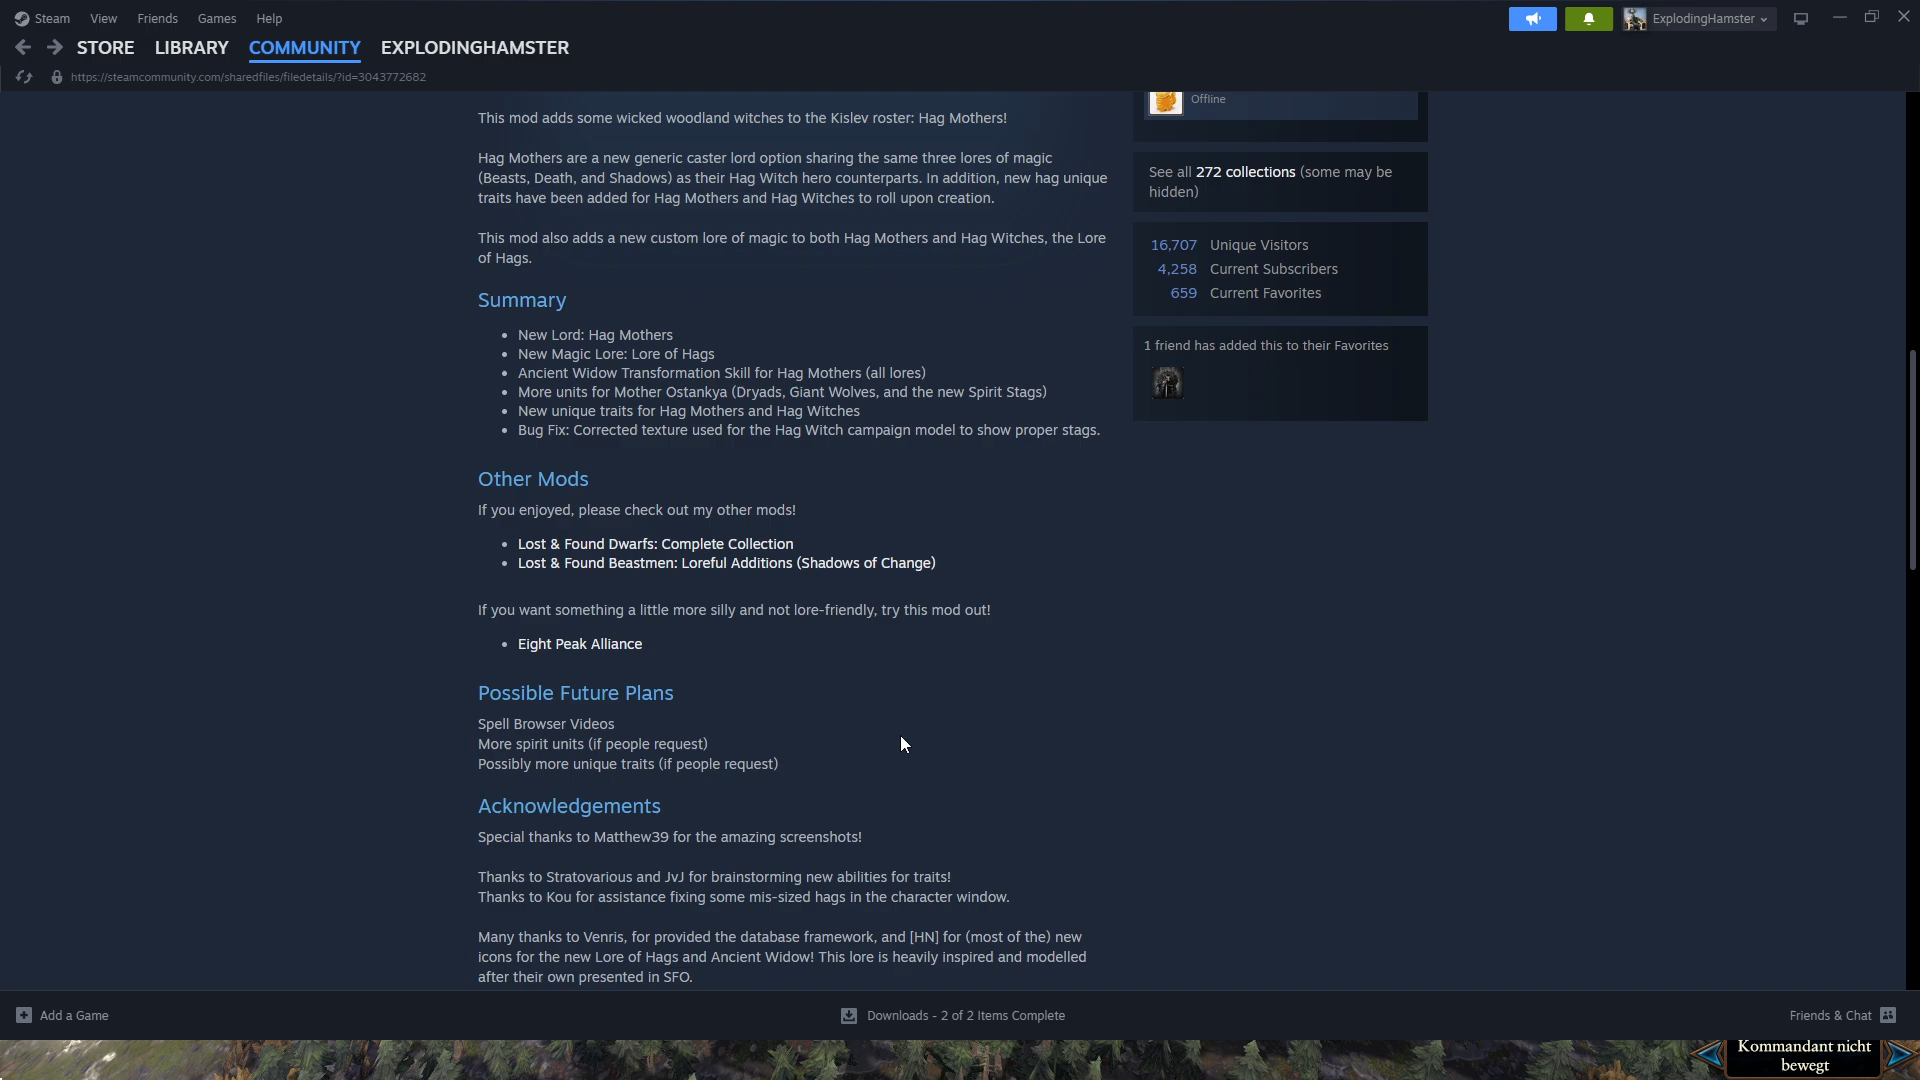 Steam View Friends Games Help
ExplodingHamster
STORE LIBRARY COMMUNITY EXPLODINGHAMSTER
https://steamcommunity.com/sharedfiles/filedetails/?id=3043772682
This mod adds some wicked woodland witches to the Kislev roster: Hag Mothers!
Hag Mothers are a new generic caster lord option sharing the same three lores of magic
(Beasts, Death, and Shadows) as their Hag Witch hero counterparts. In addition, new hag unique
traits have been added for Hag Mothers and Hag Witches to roll upon creation.
This mod also adds a new custom lore of magic to both Hag Mothers and Hag Witches, the Lore
of Hags.
Summary
• New Lord: Hag Mothers
• New Magic Lore: Lore of Hags
• Ancient Widow Transformation Skill for Hag Mothers (all lores)
• More units for Mother Ostankya (Dryads, Giant Wolves, and the new Spirit Stags)
• New unique traits for Hag Mothers and Hag Witches
• Bug Fix: Corrected texture used for the Hag Witch campaign model to show proper stags.
Other Mods
If you enjoyed, please check out my other mods!
• Lost & Found Dwarfs: Complete Collection
• Lost & Found Beastmen: Loreful Additions (Shadows of Change)
If you want something a little more silly and not lore-friendly, try this mod out!
• Eight Peak Alliance
Possible Future Plans
Spell Browser Videos
More spirit units (if people request)
Possibly more unique traits (if people request)
Acknowledgements
Special thanks to Matthew39 for the amazing screenshots!
Thanks to Stratovarious and JvJ for brainstorming new abilities for traits!
Thanks to Kou for assistance fixing some mis-sized hags in the character window.
Many thanks to Venris, for provided the database framework, and [HN] for (most of the) new
icons for the new Lore of Hags and Ancient Widow! This lore is heavily inspired and modelled
after their own presented in SFO.
Offline
See all 272 collections (some may be
hidden)
16,707 Unique Visitors
4,258 Current Subscribers
659 Current Favorites
1 friend has added this to their Favorites
Add a Game
Downloads - 2 of 2 Items Complete
Friends & Chat
Kommandant nicht
bewegt